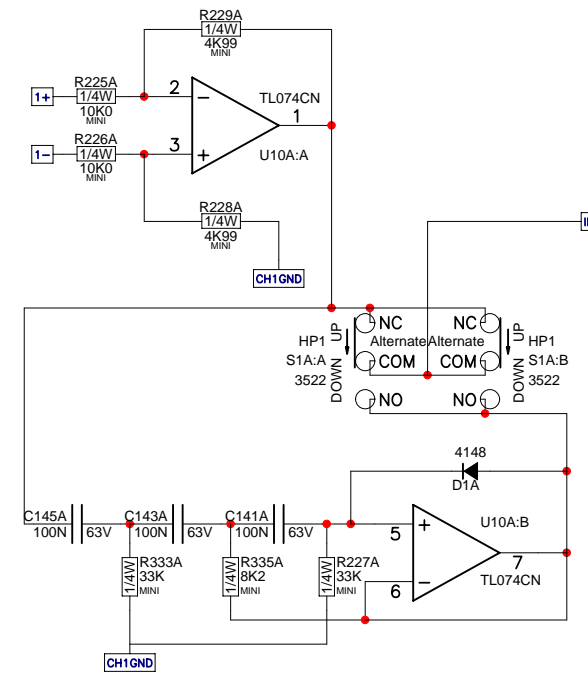 R229A
1/4W
4K99
MINI
R225A
1+
1/4W
10K0
MINI
2
TL074CN
1
U10A:A
R226A
1-
1/4W
10K0
MINI
3
R228A
1/4W
4K99
MINI
CH1GND
NC
UP
HP1
S1A:A
3522
DOWN
Alternate
COM
NO
NC
UP
HP1
S1A:B
3522
DOWN
Alternate
COM
NO
4148
D1A
C145A
100N
63V
C143A
100N
63V
C141A
100N
63V
5
6
U10A:B
7
TL074CN
R333A
1/4W
33K
MINI
R335A
1/4W
8K2
MINI
R227A
1/4W
33K
MINI
CH1GND